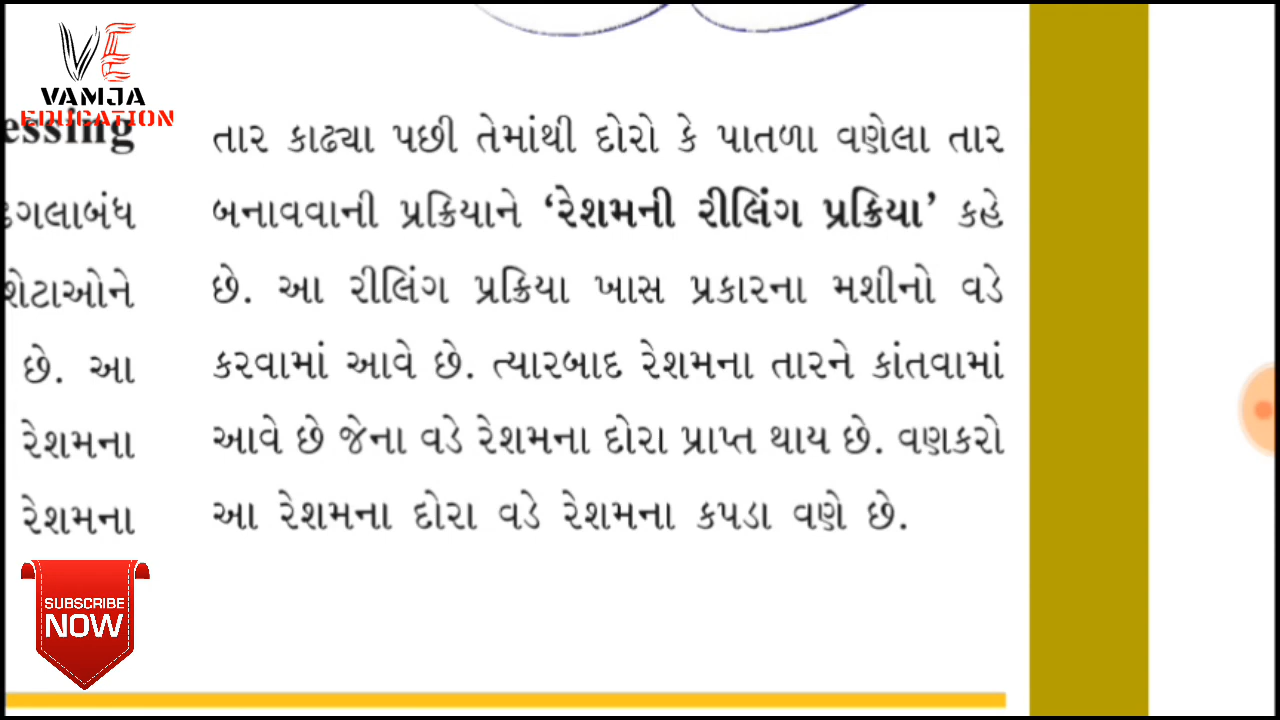 VE
VAMJA
EDUCATION
essing
ગલાબંધ
શેટાઓને
છે. આ
રેશમના
રેશમના
તાર કાઢ્યા પછી તેમાંથી દોરો કે પાતળા વણેલા તાર
બનાવવાની પ્રક્રિયાને ‘રેશમની રીલિંગ પ્રક્રિયા’ કહે
છે. આ રીલિંગ પ્રક્રિયા ખાસ પ્રકારના મશીનો વડે
કરવામાં આવે છે. ત્યારબાદ રેશમના તારને કાંતવામાં
આવે છે જેના વડે રેશમના દોરા પ્રાપ્ત થાય છે. વણકરો
આ રેશમના દોરા વડે રેશમના કપડા વણે છે.
SUBSCRIBE
NOW